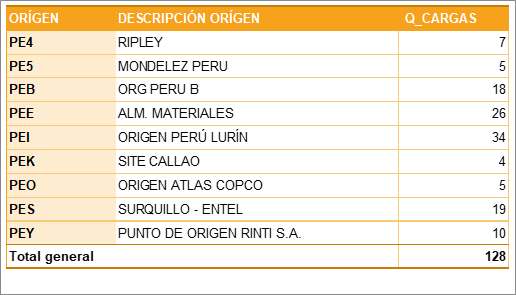 ORÍGEN DESCRIPCIÓN ORÍGEN Q_CARGAS
PE4 RIPLEY 7
PE5 MONDELEZ PERU 5
PEB ORG PERU B 18
PEE ALM. MATERIALES 26
PEI ORIGEN PERÚ LURÍN 34
PEK SITE CALLAO 4
PEO ORIGEN ATLAS COPCO 5
PES SURQUILLO - ENTEL 19
PEY PUNTO DE ORIGEN RINTI S.A. 10
Total general 128